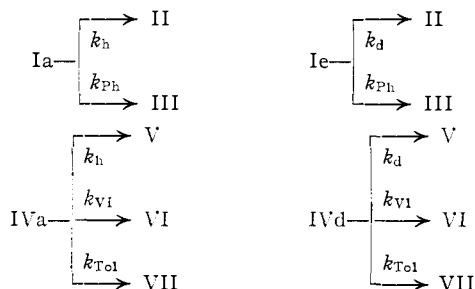 Ia II k_h k_Ph III
Ie II k_d k_Ph III
IVa V k_h k_VI VI k_Tol VII
IVd V k_d k_VI VI k_Tol VII